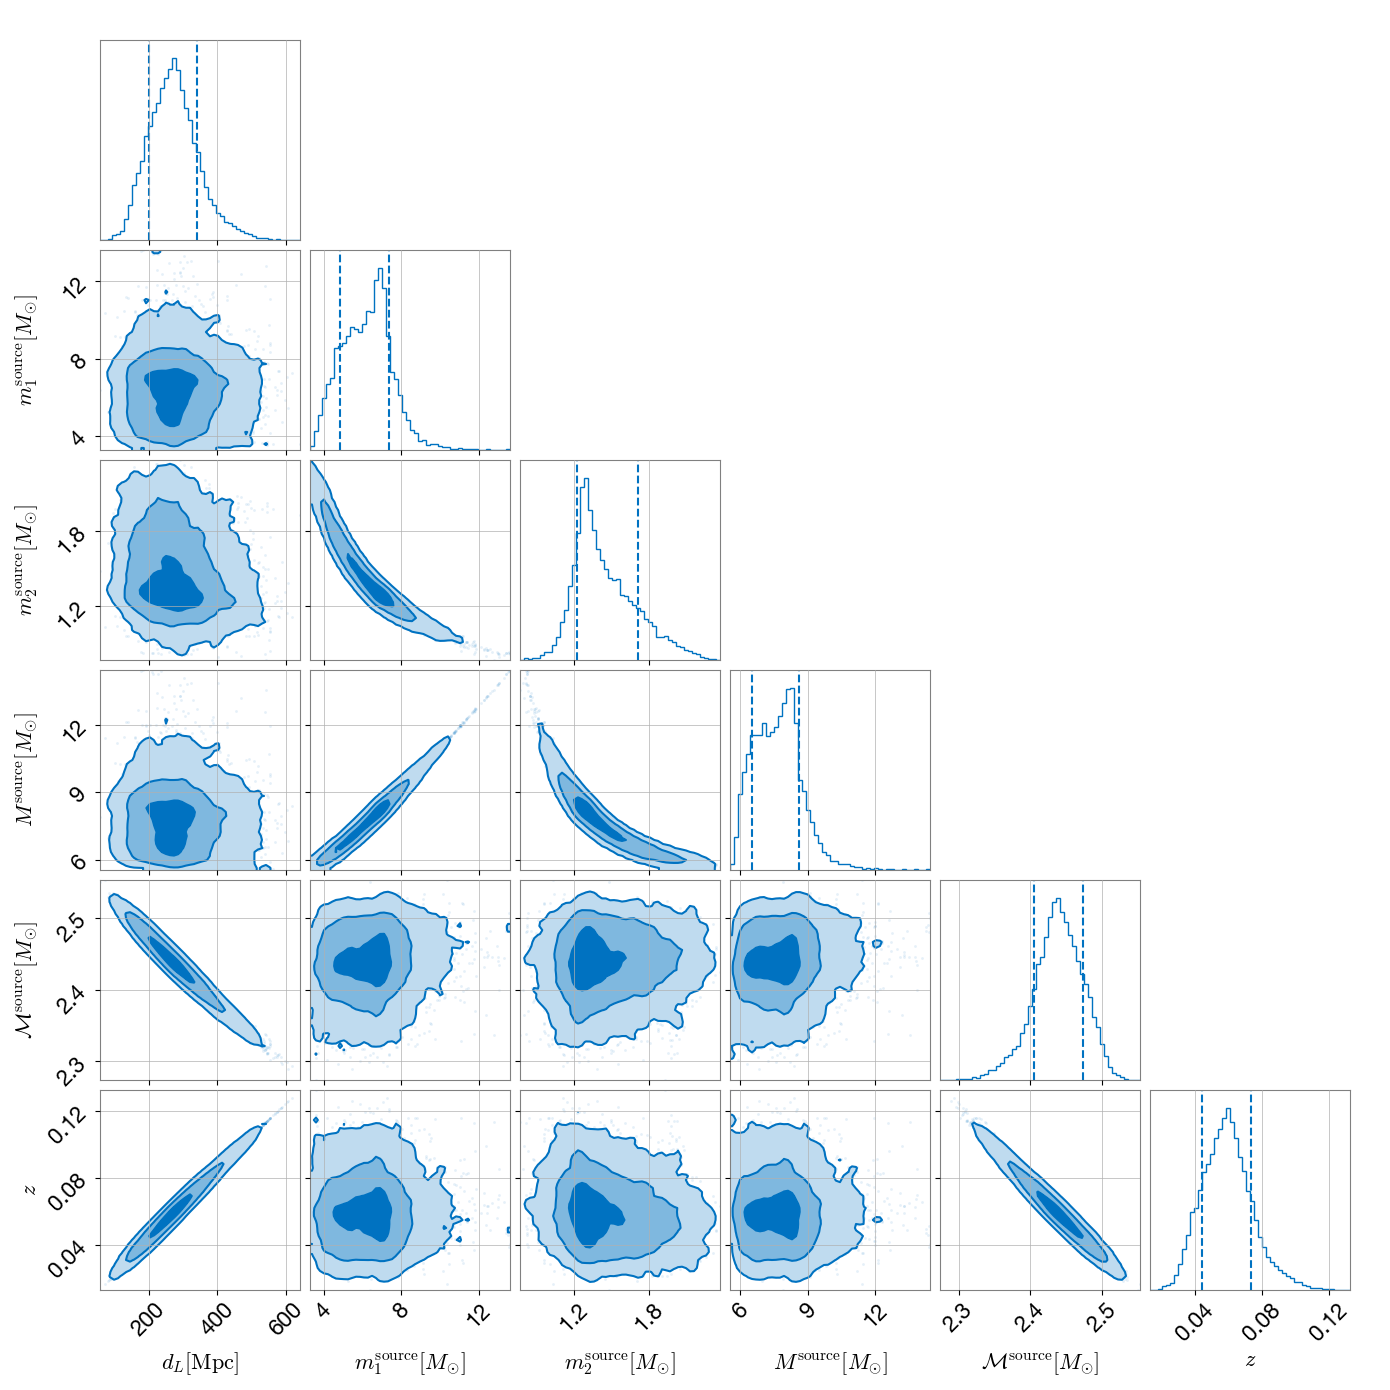 12
8
4
m₁^source[M⊙]
1.8
1.2
m₂^source[M⊙]
12
9
6
M^source[M⊙]
2.5
2.4
2.3
ℳ^source[M⊙]
0.12
0.08
0.04
z
200 400 600 4 8 12 1.2 1.8 6 9 12 2.3 2.4 2.5 0.04 0.08 0.12
d_L[Mpc] m₁^source[M⊙] m₂^source[M⊙] M^source[M⊙] ℳ^source[M⊙] z